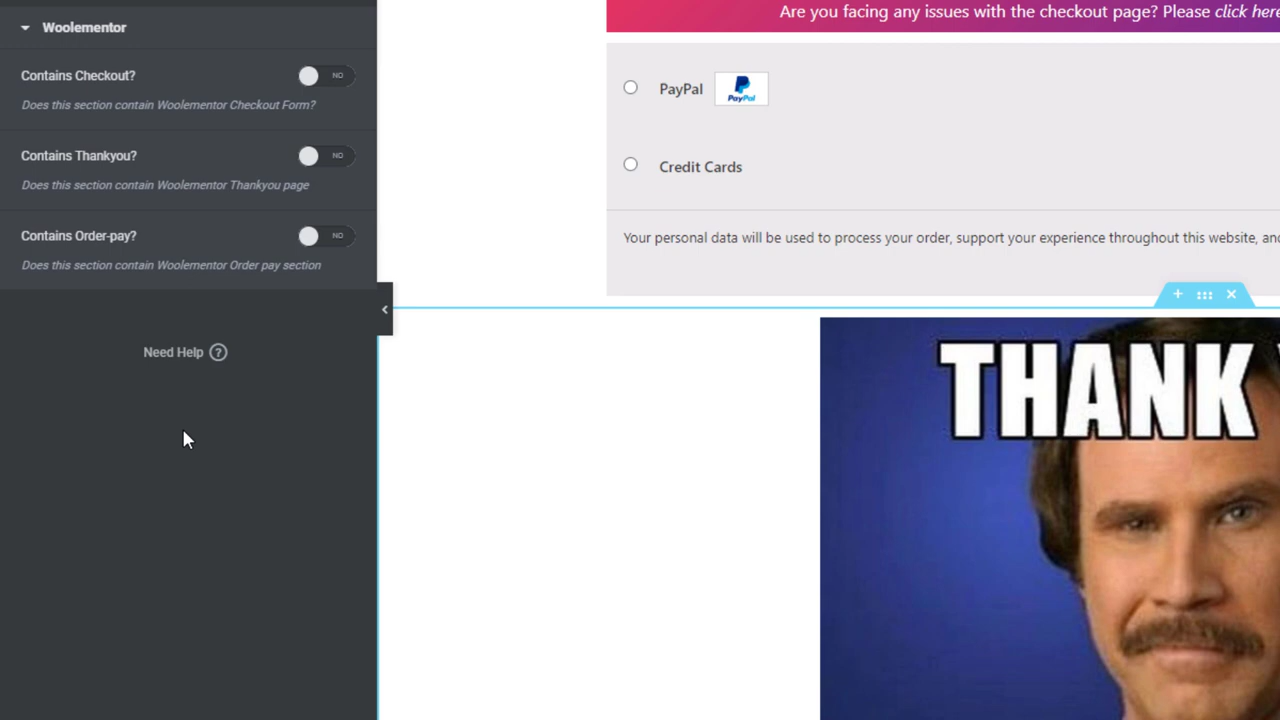 Woolementor
Contains Checkout?
NO
Does this section contain Woolementor Checkout Form?
Contains Thankyou?
NO
Does this section contain Woolementor Thankyou page
Contains Order-pay?
NO
Does this section contain Woolementor Order pay section
Need Help ?
Are you facing any issues with the checkout page? Please click here
PayPal
PayPal
Credit Cards
Your personal data will be used to process your order, support your experience throughout this website, and
THANK